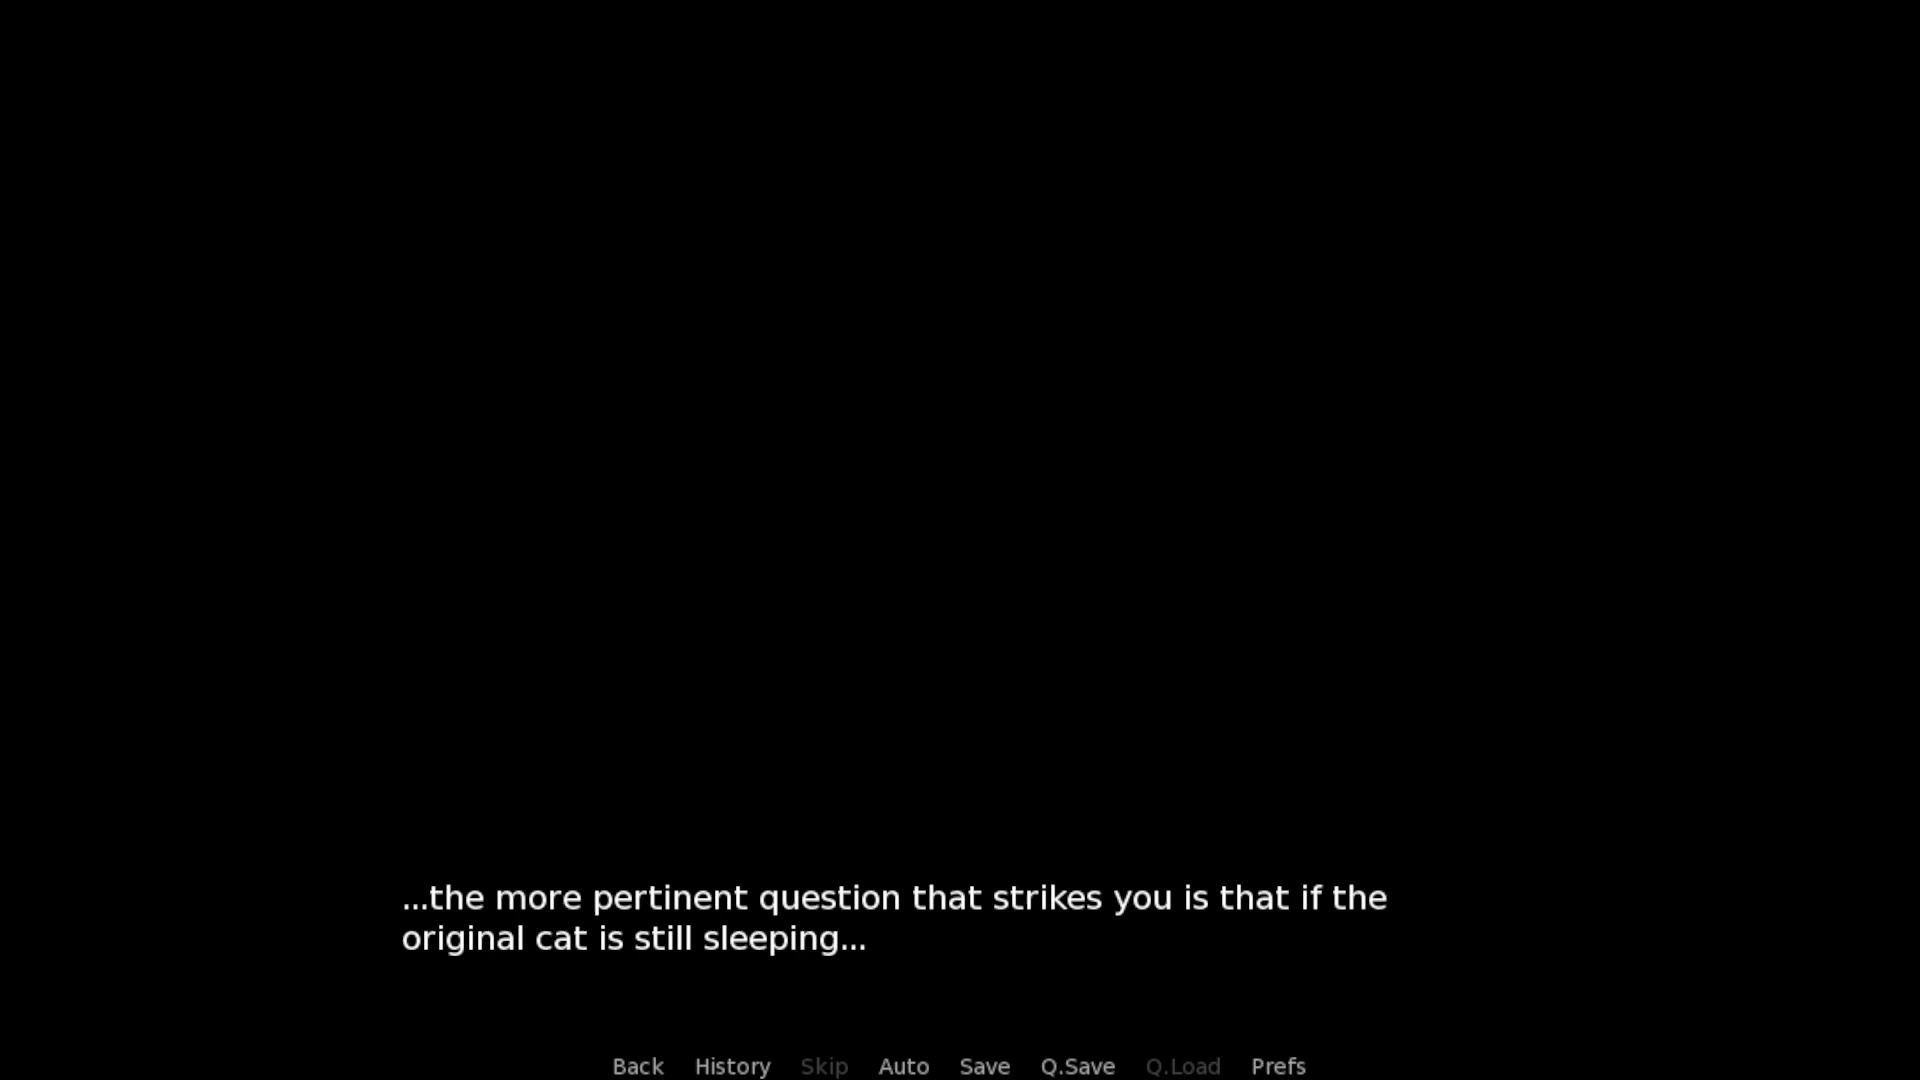 ...the more pertinent question that strikes you is that if the
original cat is still sleeping...
Back History Skip Auto Save Q.Save Q.Load Prefs